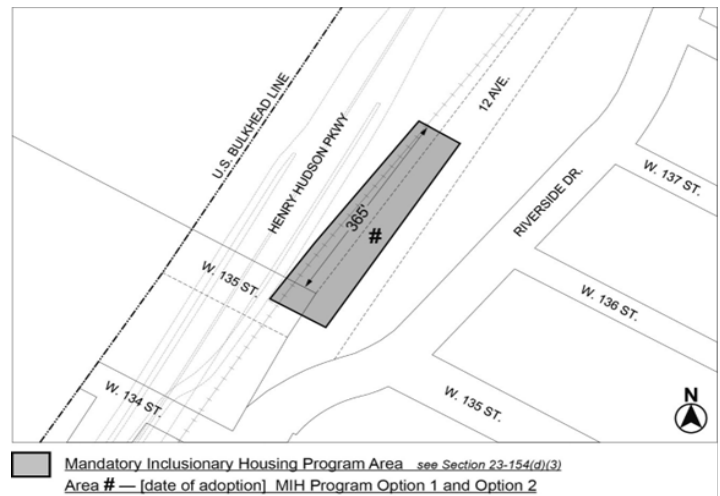 U.S. BULKHEAD LINE
HENRY HUDSON PKWY
12 AVE.
RIVERSIDE DR.
W. 137 ST.
365'
#
W. 135 ST.
W. 136 ST.
W. 134 ST.
W. 135 ST.
N
Mandatory Inclusionary Housing Program Area see Section 23-154(d)(3)
Area # — [date of adoption] MIH Program Option 1 and Option 2